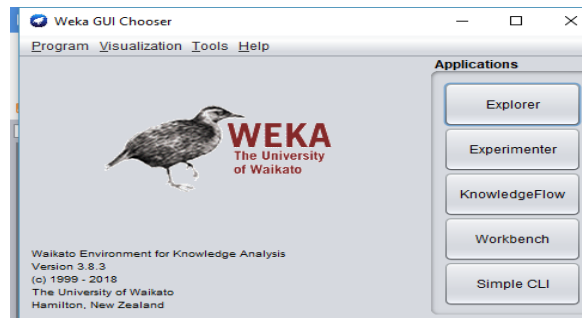 Weka GUI Chooser
Program Visualization Tools Help
Applications
Explorer
Experimenter
KnowledgeFlow
Workbench
Simple CLI
WEKA
The University
of Waikato
Waikato Environment for Knowledge Analysis
Version 3.8.3
(c) 1999 - 2018
The University of Waikato
Hamilton, New Zealand